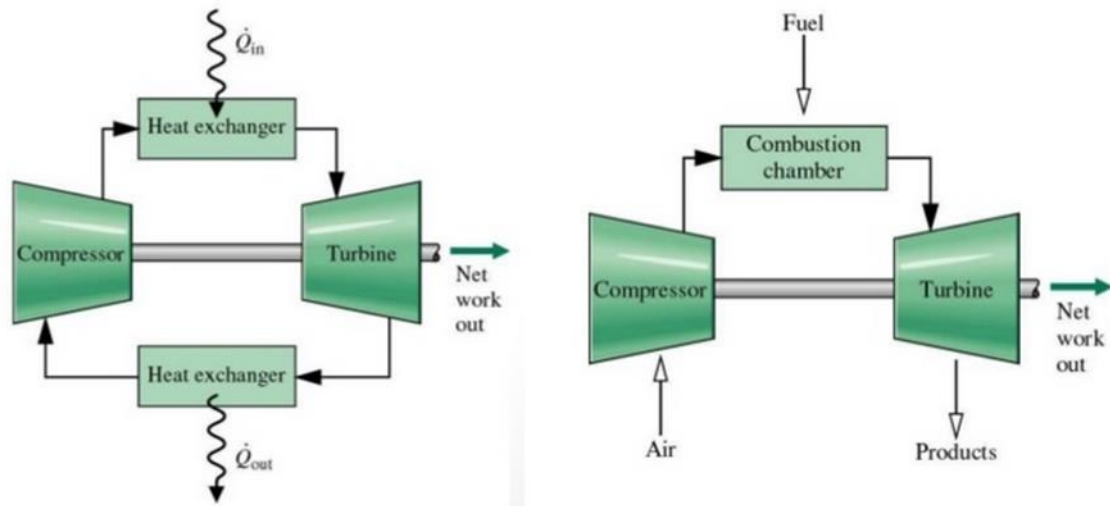 Q̇in
Heat exchanger
Compressor
Turbine
Net
work
out
Heat exchanger
Q̇out
Fuel
Combustion
chamber
Compressor
Turbine
Net
work
out
Air
Products